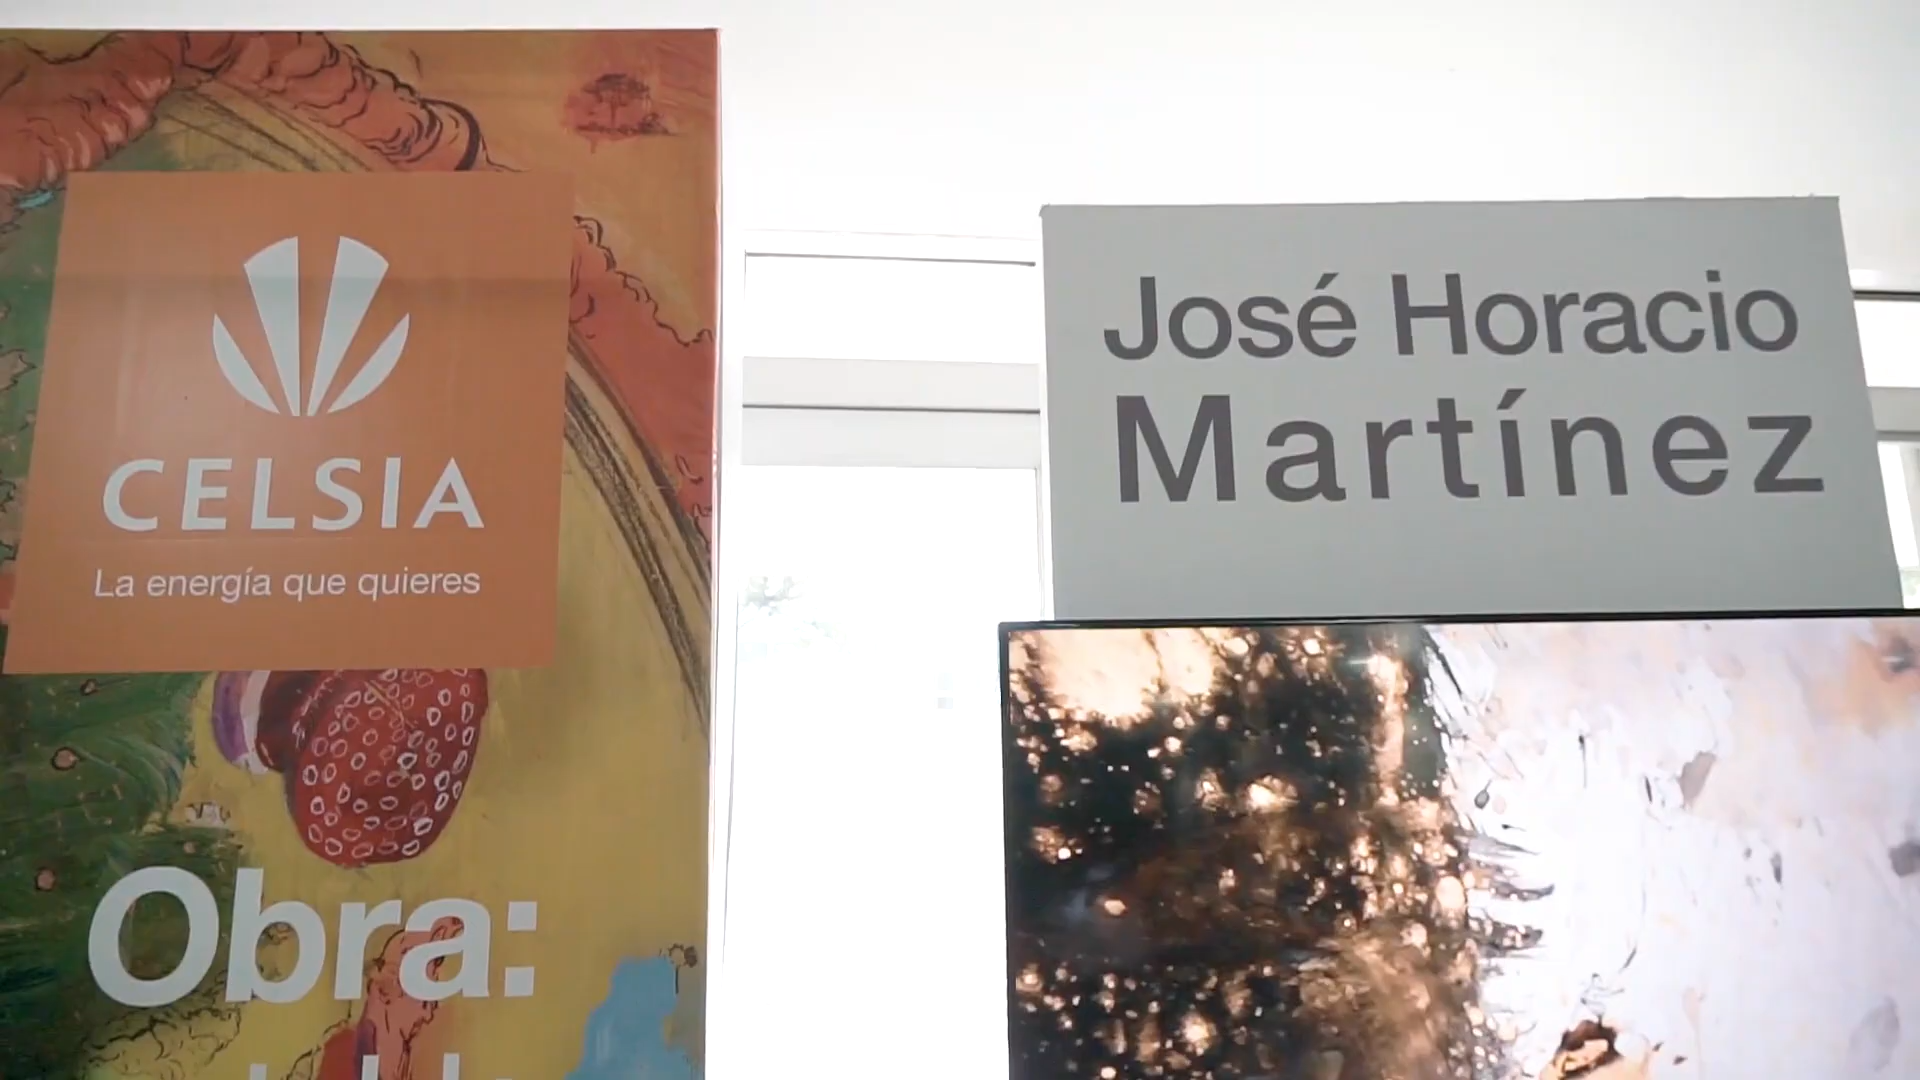 CELSIA
La energía que quieres
Obra:
José Horacio
Martínez